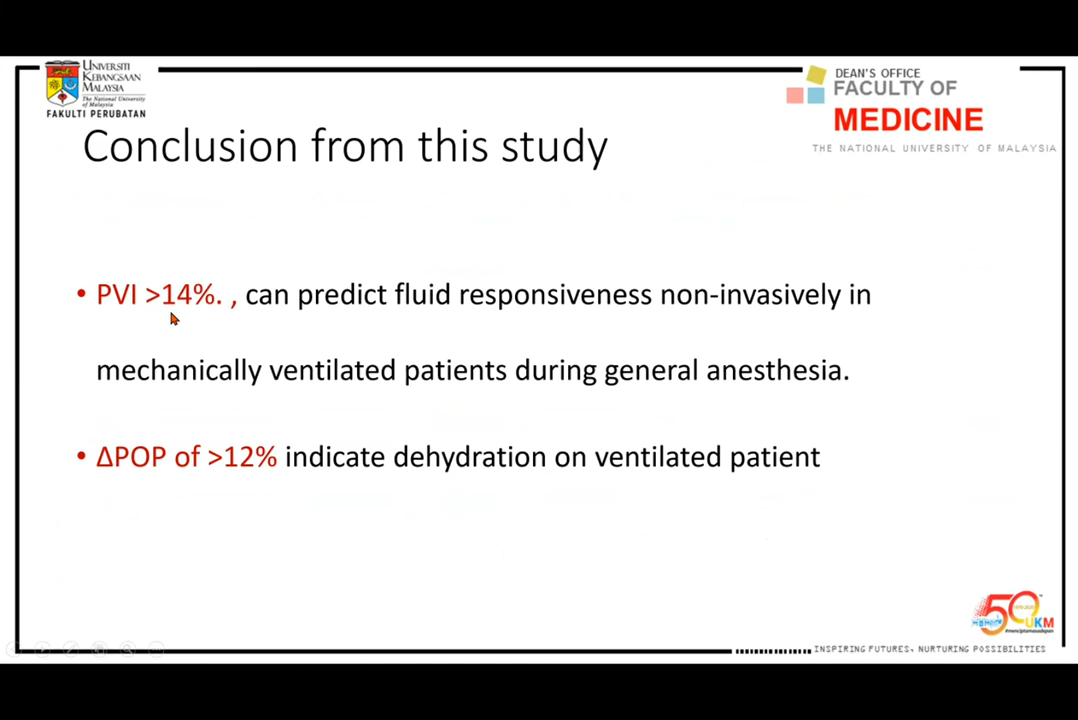 UNIVERSITI
KEBANGSAAN
MALAYSIA
The National University
of Malaysia
FAKULTI PERUBATAN
DEAN'S OFFICE
FACULTY OF
MEDICINE
THE NATIONAL UNIVERSITY OF MALAYSIA
Conclusion from this study
• PVI >14%. , can predict fluid responsiveness non-invasively in
mechanically ventilated patients during general anesthesia.
• ΔPOP of >12% indicate dehydration on ventilated patient
50
UKM
INSPIRING FUTURES, NURTURING POSSIBILITIES